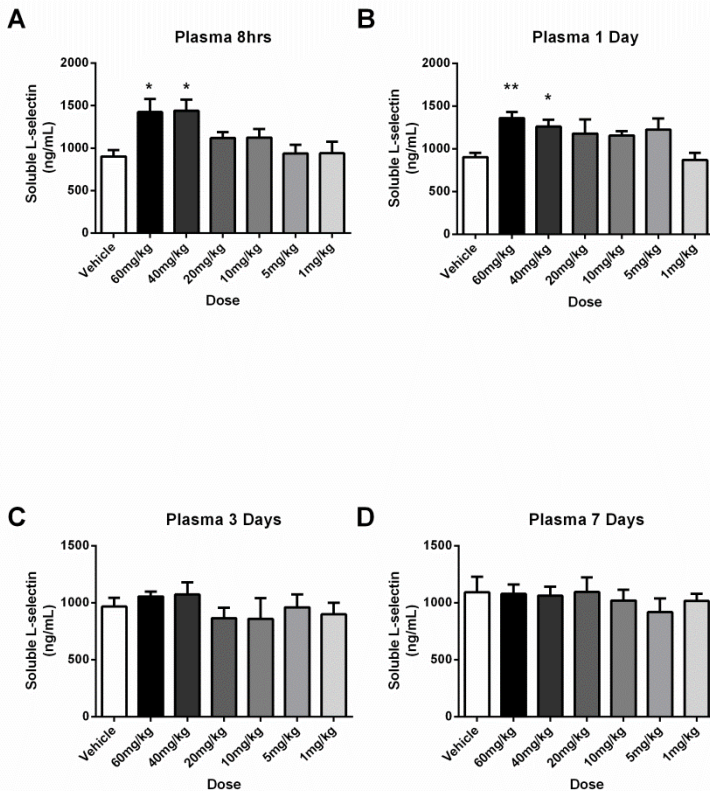 A
Plasma 8hrs
Soluble L-selectin
(ng/mL)
2000
1500
1000
500
0
* *
Vehicle
60mg/kg
40mg/kg
20mg/kg
10mg/kg
5mg/kg
1mg/kg
Dose
B
Plasma 1 Day
Soluble L-selectin
(ng/mL)
2000
1500
1000
500
0
** *
Vehicle
60mg/kg
40mg/kg
20mg/kg
10mg/kg
5mg/kg
1mg/kg
Dose
C
Plasma 3 Days
Soluble L-selectin
(ng/mL)
1500
1000
500
0
Vehicle
60mg/kg
40mg/kg
20mg/kg
10mg/kg
5mg/kg
1mg/kg
Dose
D
Plasma 7 Days
Soluble L-selectin
(ng/mL)
1500
1000
500
0
Vehicle
60mg/kg
40mg/kg
20mg/kg
10mg/kg
5mg/kg
1mg/kg
Dose